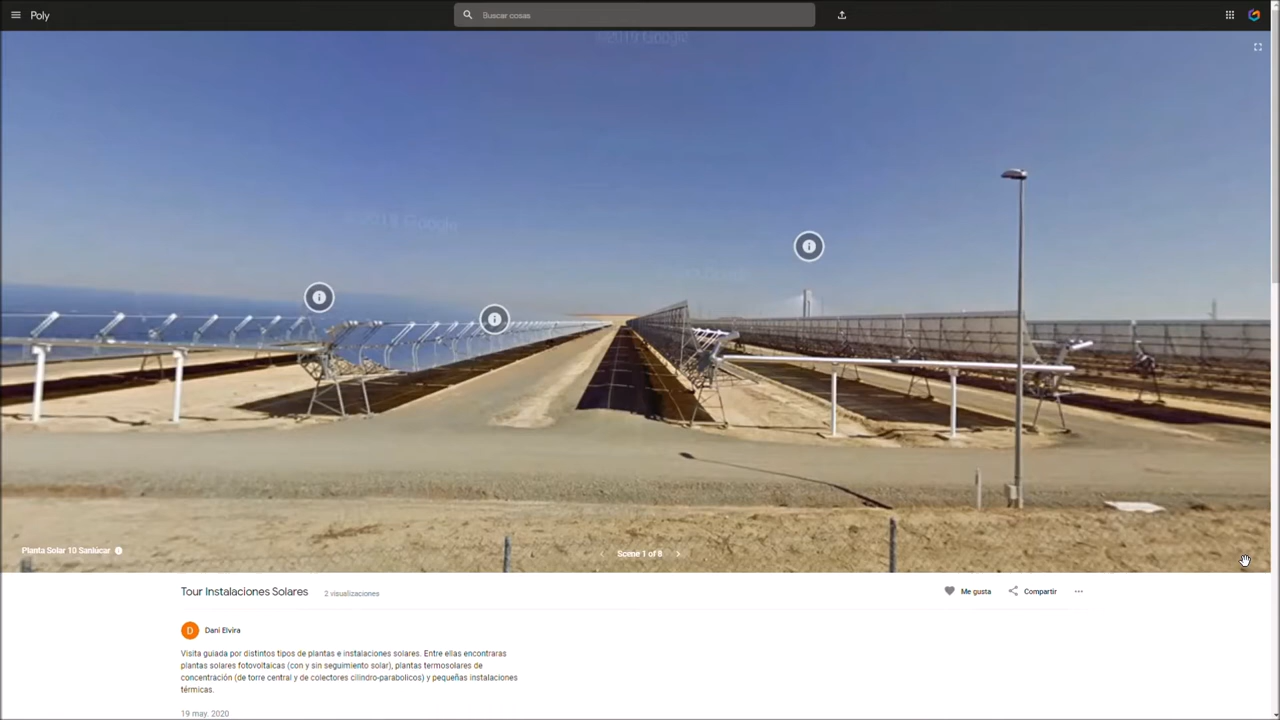 Poly
Buscar cosas
©2019 Google
Planta Solar 10 Sanlúcar
Scene 1 of 8
Tour Instalaciones Solares
2 visualizaciones
Me gusta
Compartir
D
Dani Elvira
Visita guiada por distintos tipos de plantas e instalaciones solares. Entre ellas encontraras
plantas solares fotovoltaicas (con y sin seguimiento solar), plantas termosolares de
concentración (de torre central y de colectores cilindro-parabolicos) y pequeñas instalaciones
térmicas.
19 may. 2020